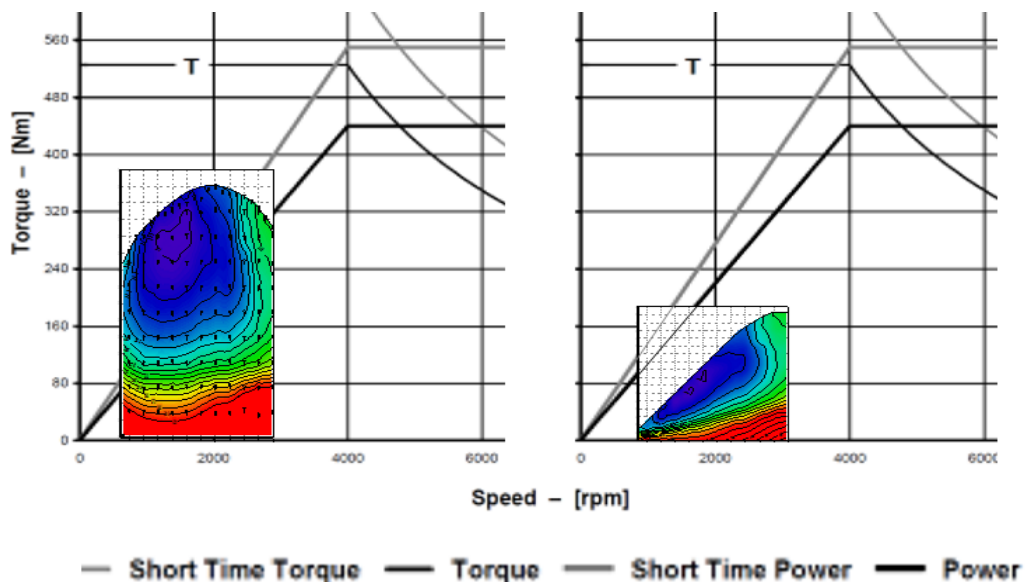 Torque – [Nm]
560
T
T
480
400
320
240
160
80
0
0
2000
4000
6000
0
2000
4000
6000
Speed – [rpm]
Short Time Torque
Torque
Short Time Power
Power